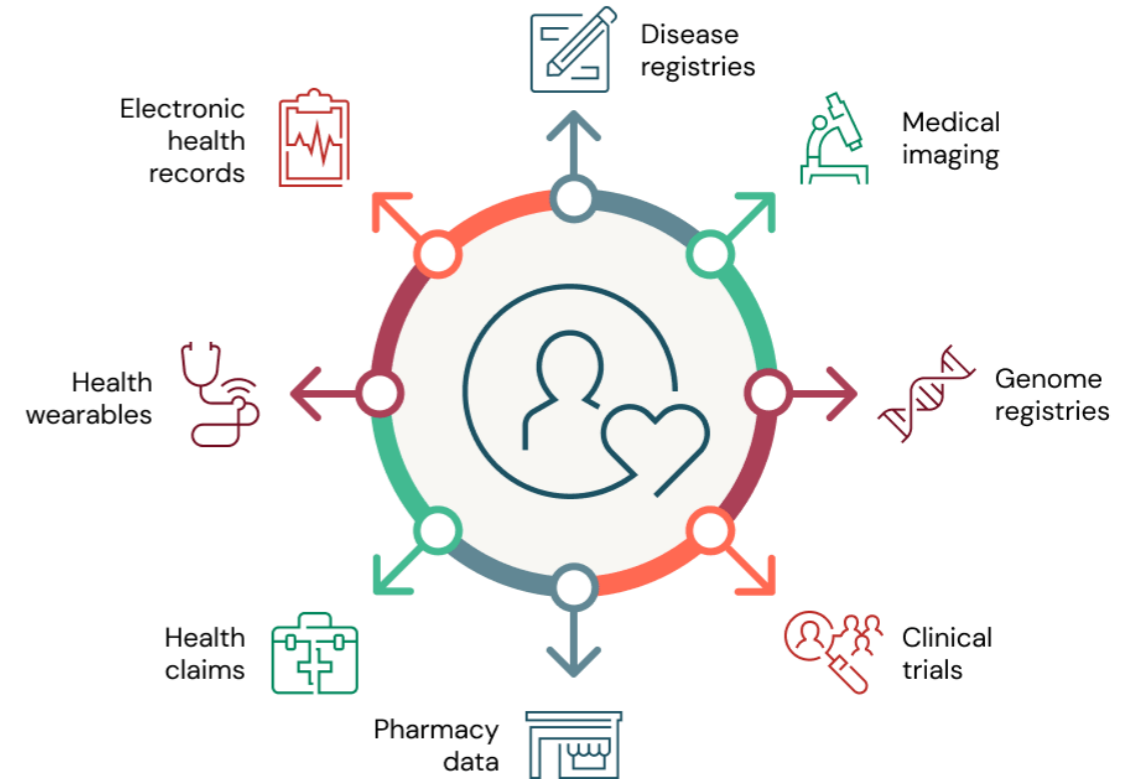 Disease
registries
Medical
imaging
Genome
registries
Clinical
trials
Pharmacy
data
Health
claims
Health
wearables
Electronic
health
records